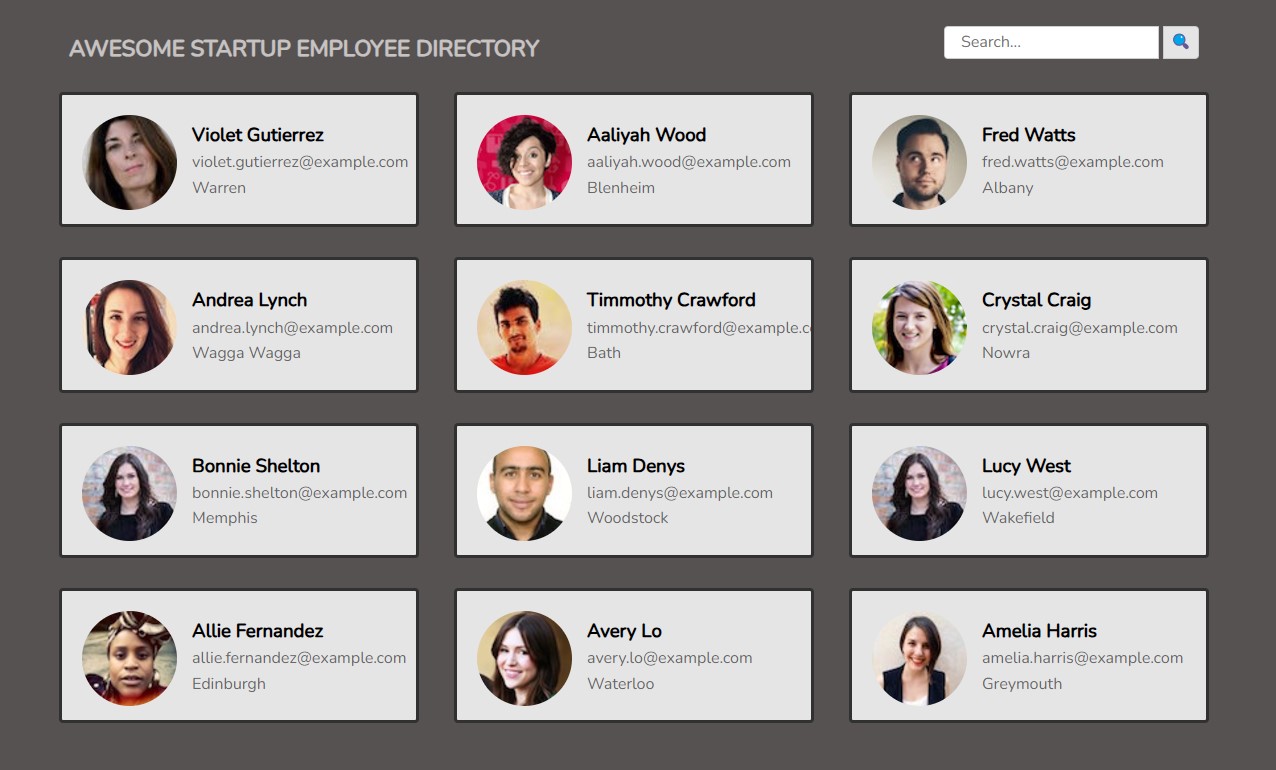 AWESOME STARTUP EMPLOYEE DIRECTORY
Search...
Violet Gutierrez
violet.gutierrez@example.com
Warren
Aaliyah Wood
aaliyah.wood@example.com
Blenheim
Fred Watts
fred.watts@example.com
Albany
Andrea Lynch
andrea.lynch@example.com
Wagga Wagga
Timmothy Crawford
timmothy.crawford@example.c
Bath
Crystal Craig
crystal.craig@example.com
Nowra
Bonnie Shelton
bonnie.shelton@example.com
Memphis
Liam Denys
liam.denys@example.com
Woodstock
Lucy West
lucy.west@example.com
Wakefield
Allie Fernandez
allie.fernandez@example.com
Edinburgh
Avery Lo
avery.lo@example.com
Waterloo
Amelia Harris
amelia.harris@example.com
Greymouth